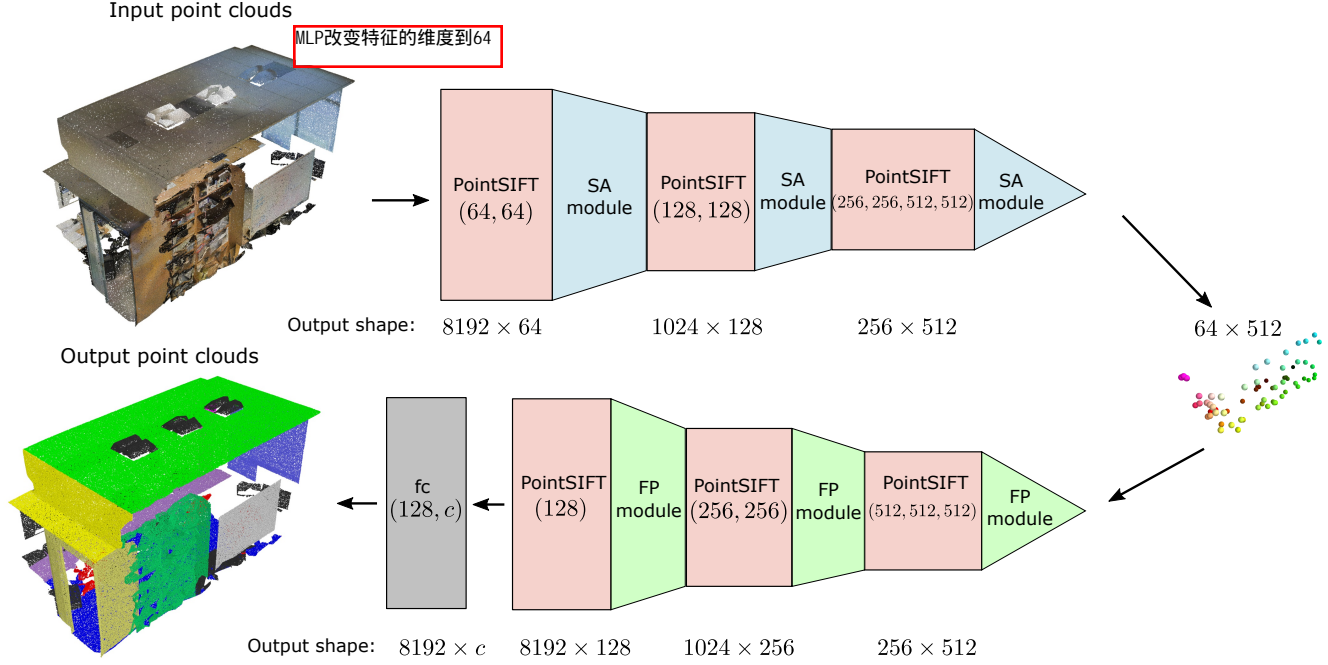 Input point clouds
MLP改变特征的维度到64
PointSIFT
(64, 64)
SA
module
PointSIFT
(128, 128)
SA
module
PointSIFT
(256, 256, 512, 512)
SA
module
Output shape:
8192 × 64
1024 × 128
256 × 512
64 × 512
Output point clouds
fc
(128, c)
PointSIFT
(128)
FP
module
PointSIFT
(256, 256)
FP
module
PointSIFT
(512, 512, 512)
FP
module
Output shape:
8192 × c
8192 × 128
1024 × 256
256 × 512